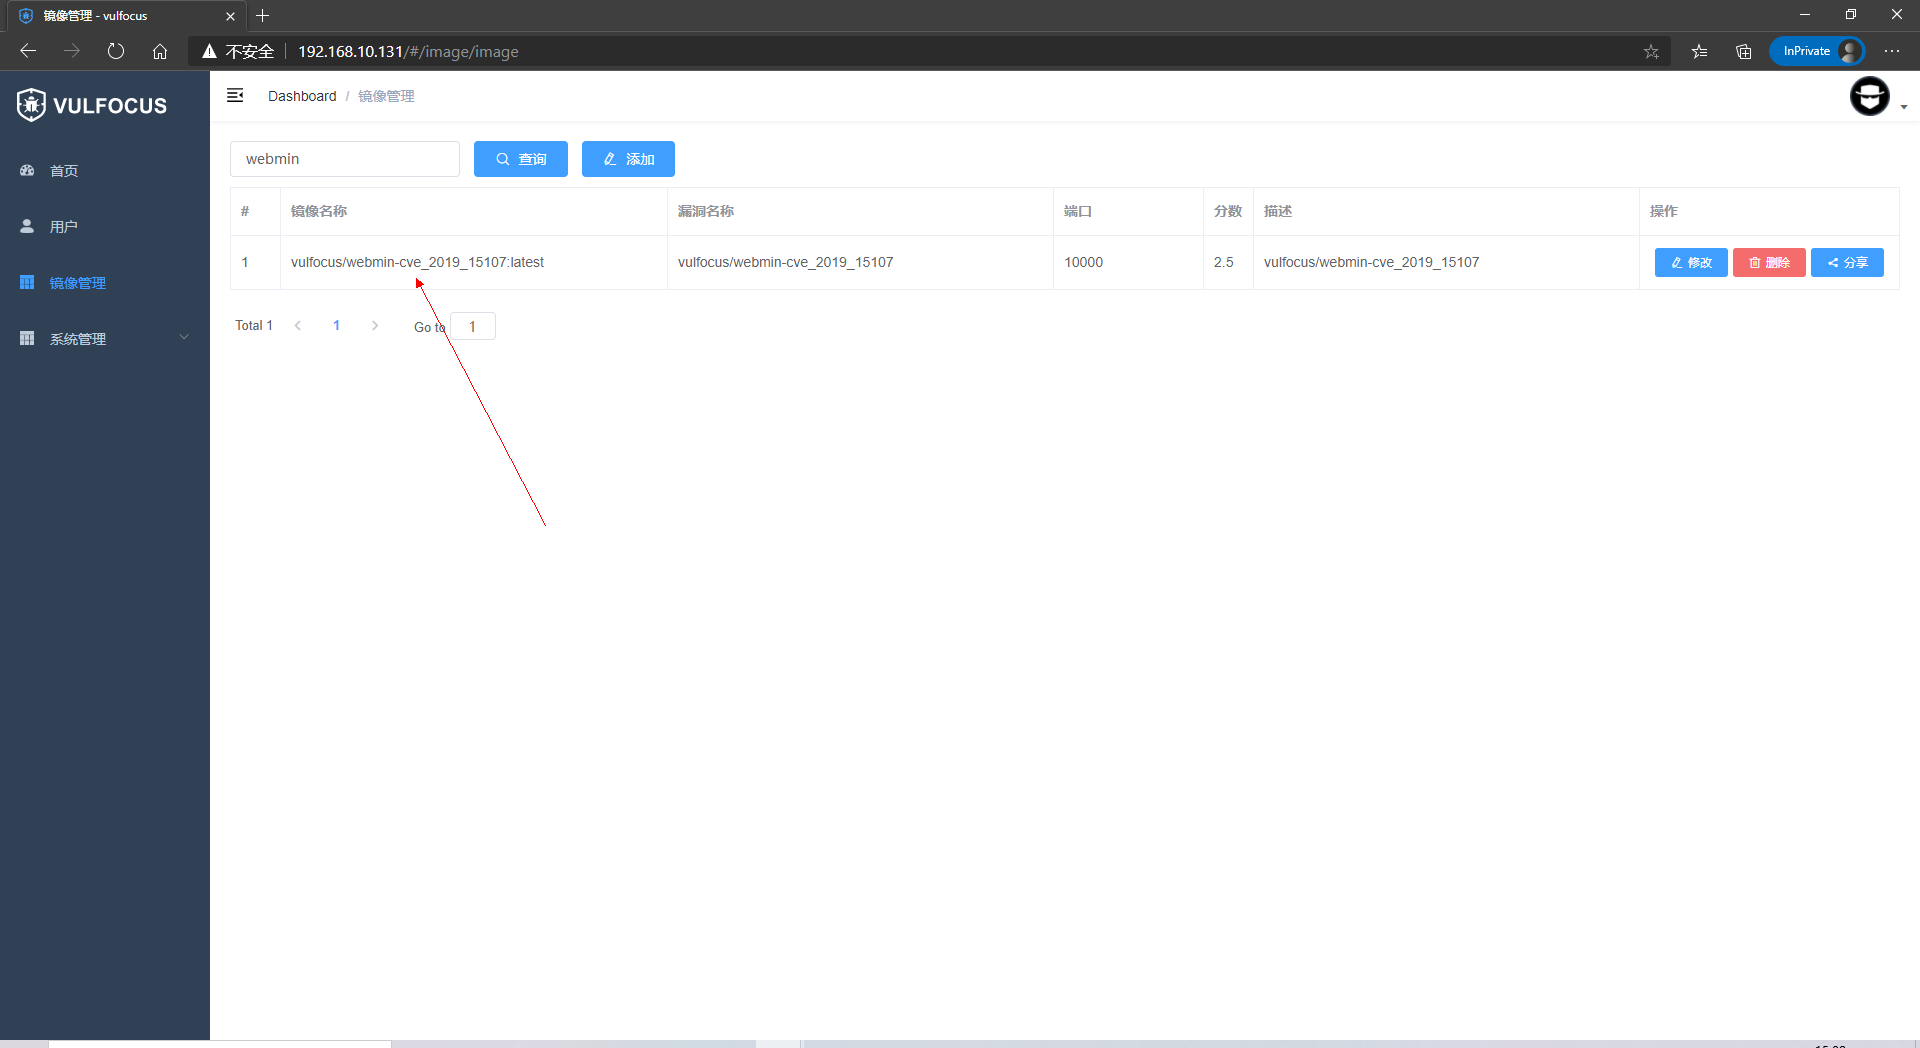 镜像管理 - vulfocus
不安全 192.168.10.131/#/image/image InPrivate
VULFOCUS
首页
用户
镜像管理
系统管理
Dashboard / 镜像管理
webmin 查询 添加
# 镜像名称 漏洞名称 端口 分数 描述 操作
1 vulfocus/webmin-cve_2019_15107:latest vulfocus/webmin-cve_2019_15107 10000 2.5 vulfocus/webmin-cve_2019_15107 修改 删除 分享
Total 1 1 Go to 1